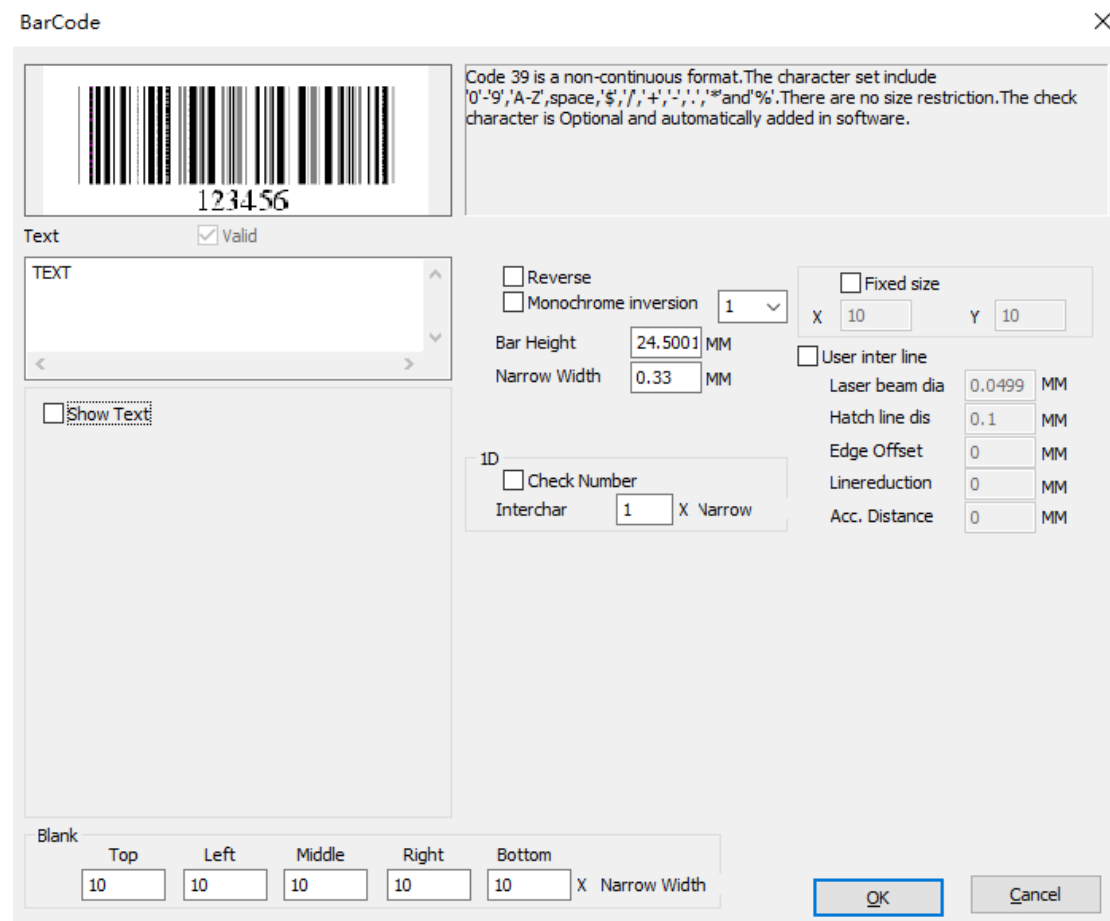 BarCode
123456
Code 39 is a non-continuous format.The character set include
'0'-'9','A-Z',space,'$','/','+','-','.','*'and'%'.There are no size restriction.The check
character is Optional and automatically added in software.
Text
Valid
TEXT
Show Text
Reverse
Monochrome inversion
1
Bar Height
24.5001
MM
Narrow Width
0.33
MM
1D
Check Number
Interchar
1
X Narrow
Fixed size
X
10
Y
10
User inter line
Laser beam dia
0.0499
MM
Hatch line dis
0.1
MM
Edge Offset
0
MM
Linereduction
0
MM
Acc. Distance
0
MM
Blank
Top
Left
Middle
Right
Bottom
10
10
10
10
10
X Narrow Width
OK
Cancel